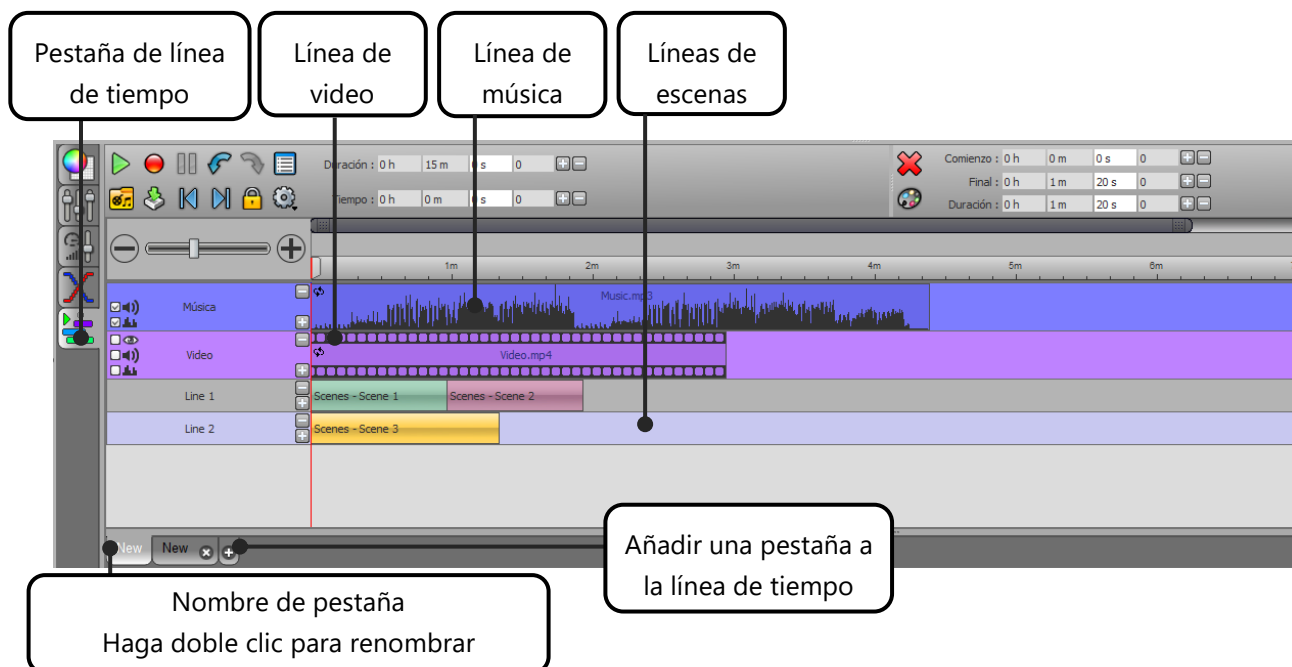 Pestaña de línea
de tiempo
Línea de
video
Línea de
música
Líneas de
escenas
Duración : 0 h 15 m 0 s 0
Tiempo : 0 h 0 m 0 s 0
Comienzo : 0 h 0 m 0 s 0
Final : 0 h 1 m 20 s 0
Duración : 0 h 1 m 20 s 0
1m 2m 3m 4m 5m 6m
Música
Music.mp3
Video
Video.mp4
Line 1
Scenes - Scene 1
Scenes - Scene 2
Line 2
Scenes - Scene 3
New
New
Añadir una pestaña a
la línea de tiempo
Nombre de pestaña
Haga doble clic para renombrar